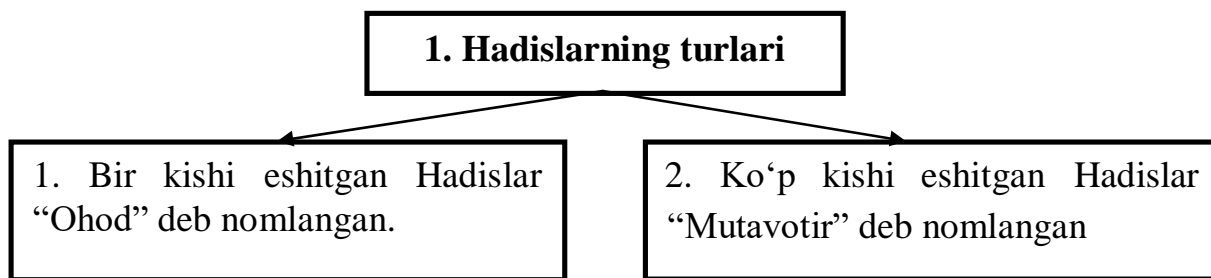 1. Hadislarning turlari
1. Bir kishi eshitgan Hadislar
“Ohod” deb nomlangan.
2. Ko‘p kishi eshitgan Hadislar
“Mutavotir” deb nomlangan